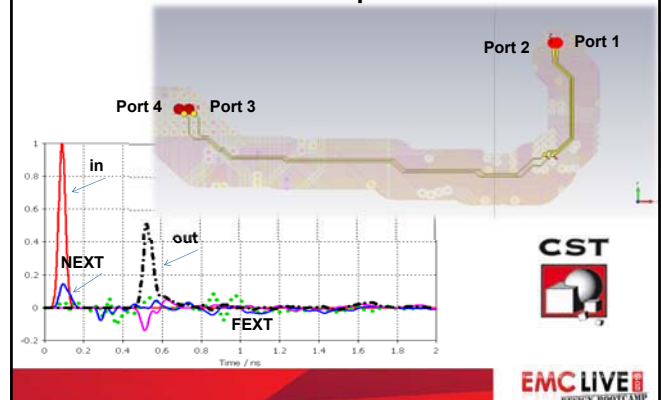 Port 2
Port 1
Port 4
Port 3
1
in
0.8
0.6
0.4
out
CST
NEXT
0.2
0
FEXT
-0.2
0
0.2
0.4
0.6
0.8
1
1.2
1.4
1.6
1.8
2
Time / ns
EMC LIVE
BOOTCAMP